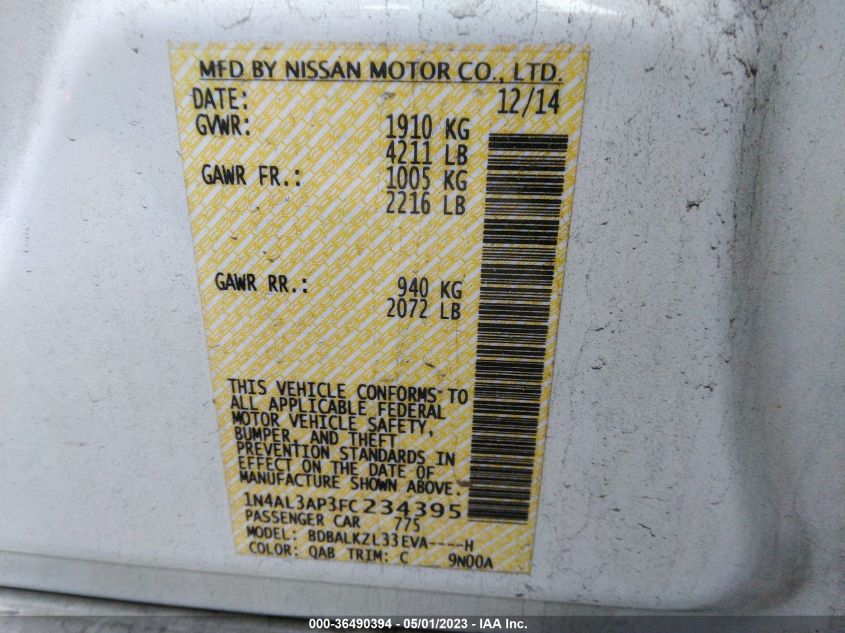 MFD BY NISSAN MOTOR CO., LTD.
DATE: 12/14
GVWR: 1910 KG
4211 LB
GAWR FR.: 1005 KG
2216 LB
GAWR RR.: 940 KG
2072 LB
THIS VEHICLE CONFORMS TO
ALL APPLICABLE FEDERAL
MOTOR VEHICLE SAFETY,
BUMPER, AND THEFT
PREVENTION STANDARDS IN
EFFECT ON THE DATE OF
MANUFACTURE SHOWN ABOVE.
1N4AL3AP3FC234395
PASSENGER CAR 775
MODEL: BDBALKZL33EVA----H
COLOR: QAB TRIM: C 9N00A
000-36490394 - 05/01/2023 - IAA Inc.